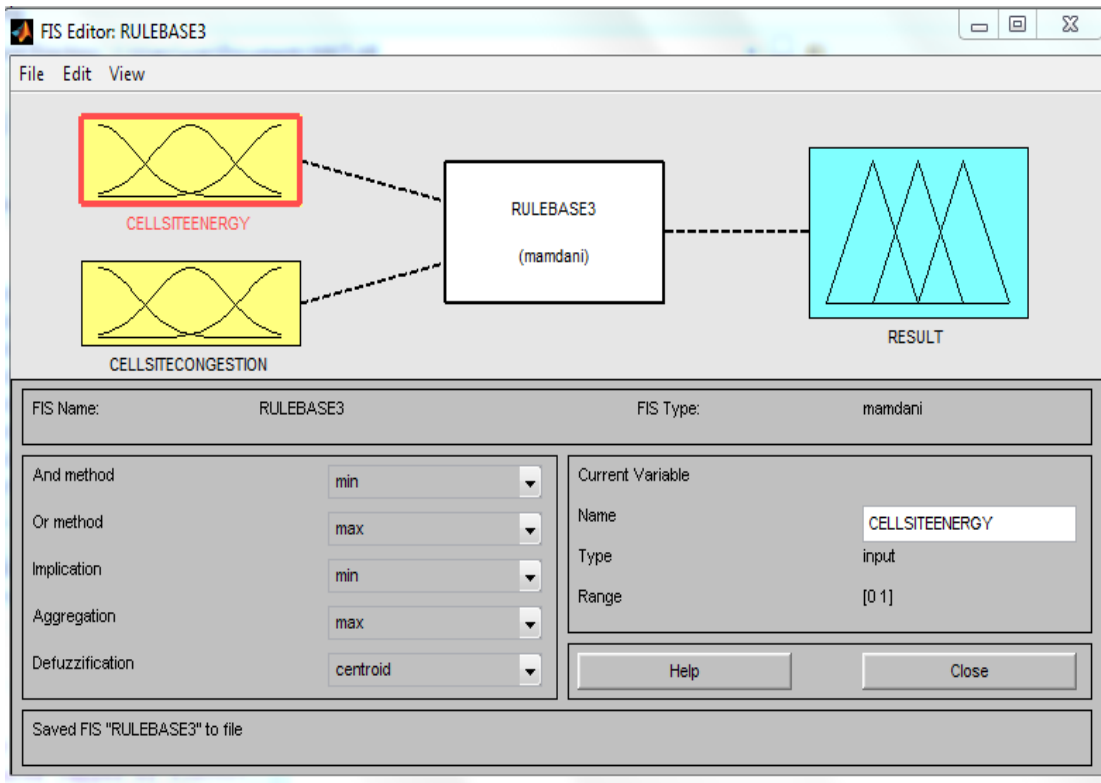 FIS Editor: RULEBASE3
File Edit View
CELLSITEENERGY
CELLSITECONGESTION
RULEBASE3
(mamdani)
RESULT
FIS Name: RULEBASE3 FIS Type: mamdani
And method min
Or method max
Implication min
Aggregation max
Defuzzification centroid
Current Variable
Name CELLSITEENERGY
Type input
Range [0 1]
Help Close
Saved FIS "RULEBASE3" to file